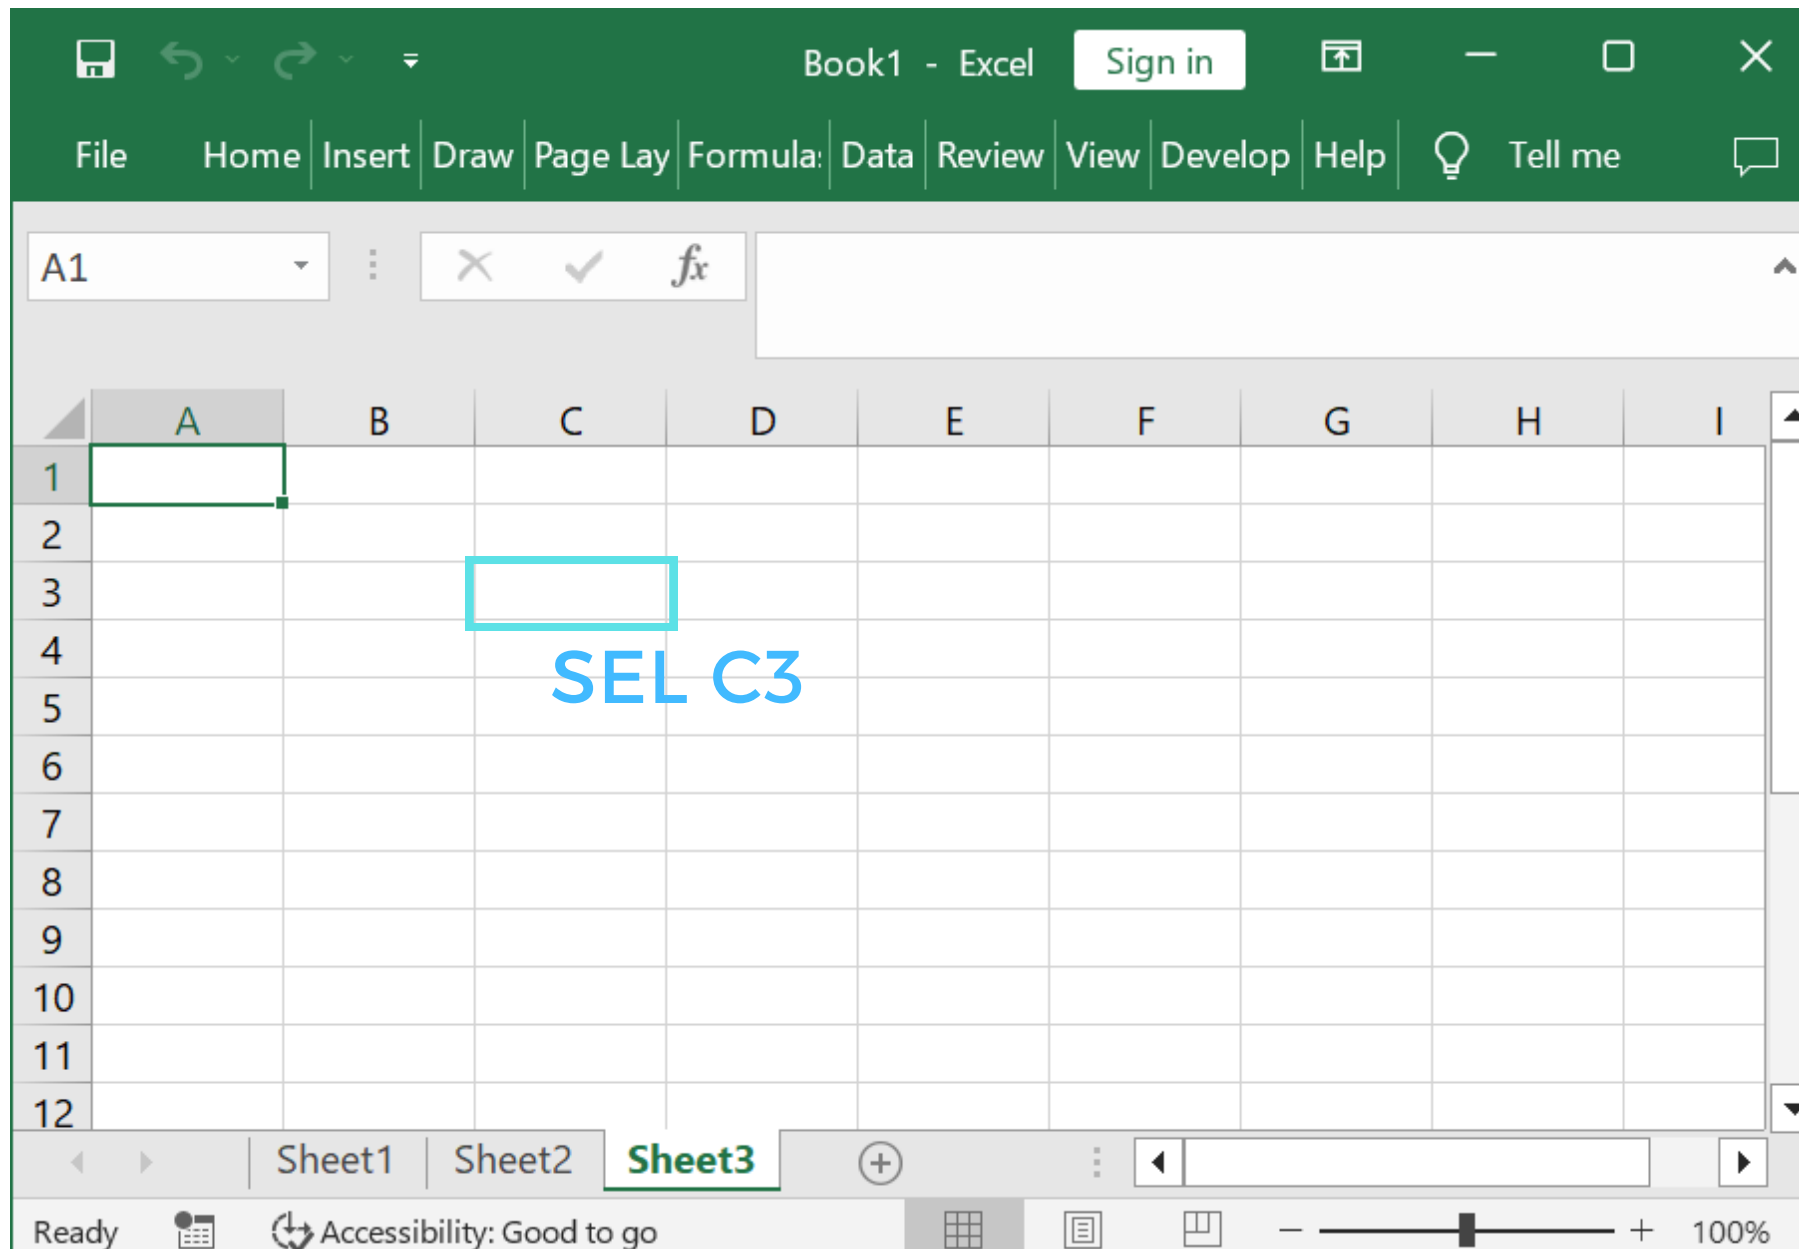 Book1 - Excel Sign in
File Home Insert Draw Page Lay Formula: Data Review View Develop Help Tell me
A1 fx
A B C D E F G H I
1
2
3
SEL C3
4
5
6
7
8
9
10
11
12
Sheet1 Sheet2 Sheet3
Ready Accessibility: Good to go 100%